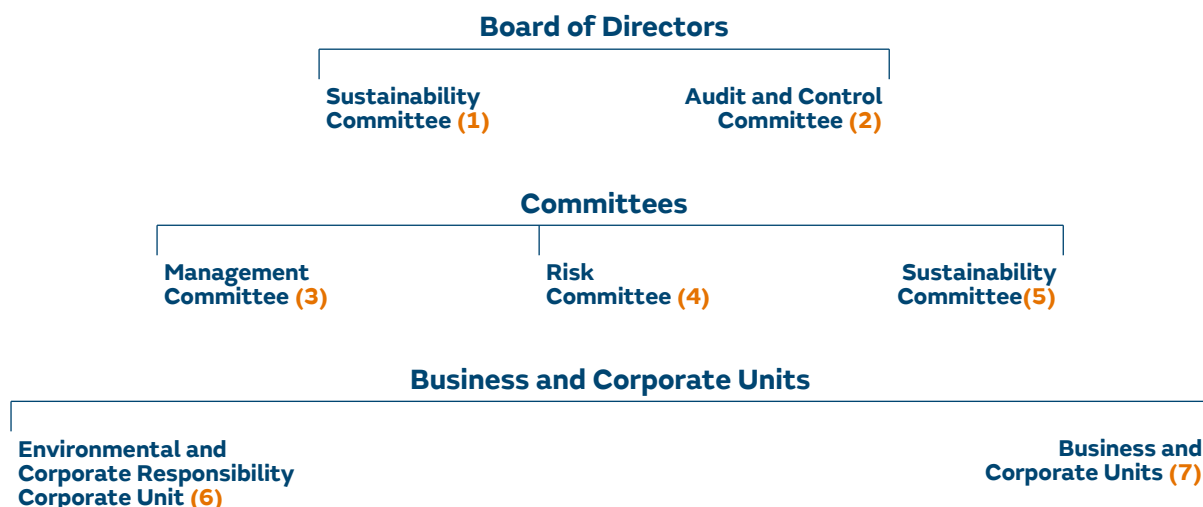 Board of Directors
Sustainability
Committee (1)
Audit and Control
Committee (2)
Committees
Management
Committee (3)
Risk
Committee (4)
Sustainability
Committee(5)
Business and Corporate Units
Environmental and
Corporate Responsibility
Corporate Unit (6)
Business and
Corporate Units (7)